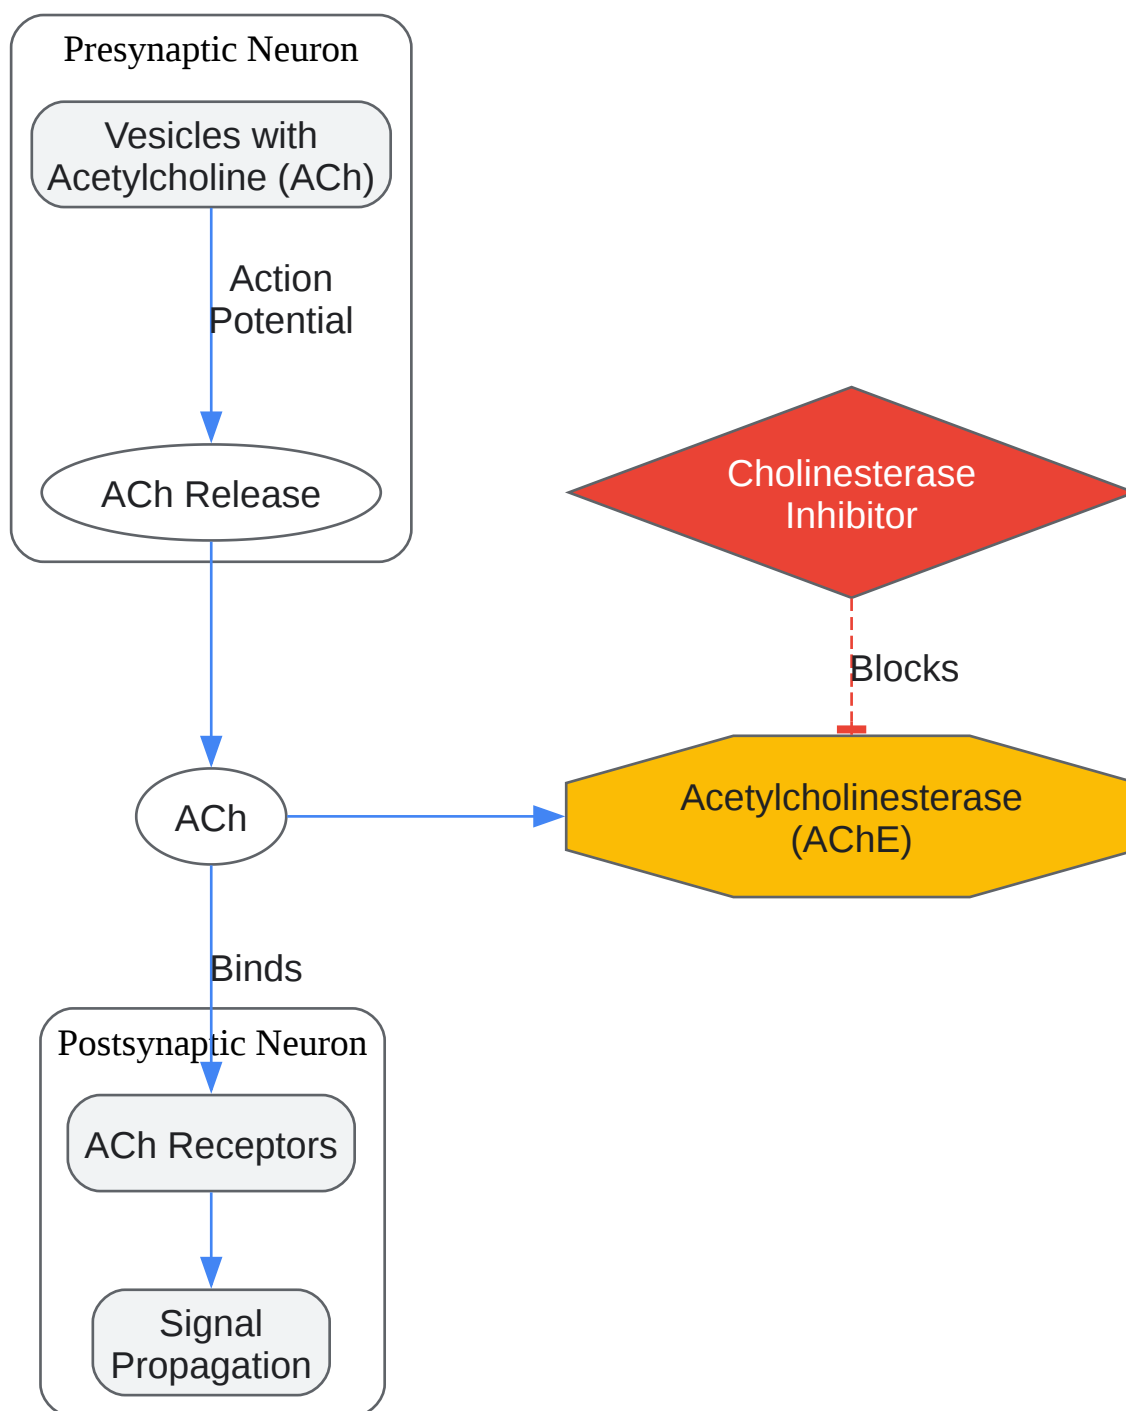 Presynaptic Neuron
Vesicles with
Acetylcholine (ACh)
Action
Potential
ACh Release
Cholinesterase
Inhibitor
Blocks
ACh
Acetylcholinesterase
(AChE)
Binds
Postsynaptic Neuron
ACh Receptors
Signal
Propagation